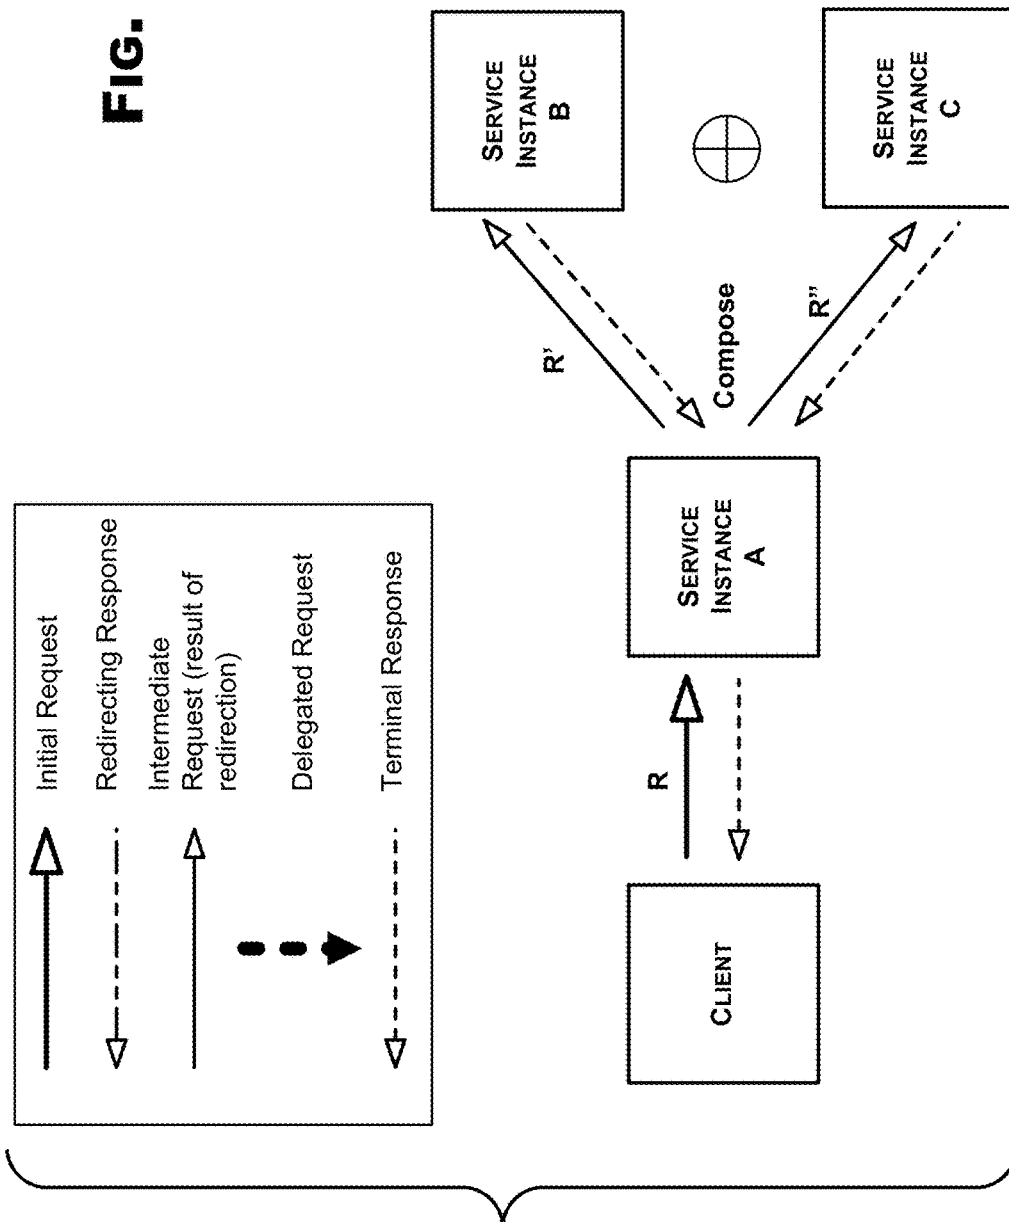 FIG.
Initial Request
Redirecting Response
Intermediate
Request (result of
redirection)
Delegated Request
Terminal Response
CLIENT
R
SERVICE
INSTANCE
A
R'
Compose
R"
SERVICE
INSTANCE
B
SERVICE
INSTANCE
C